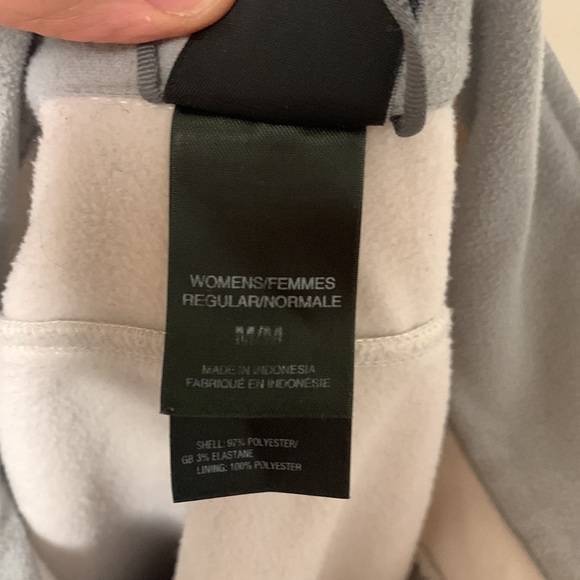 WOMENS/FEMMES
REGULAR/NORMALE
M/M
MADE IN INDONESIA
FABRIQUÉ EN INDONÉSIE
SHELL: 97% POLYESTER/
GB 3% ELASTANE
LINING: 100% POLYESTER